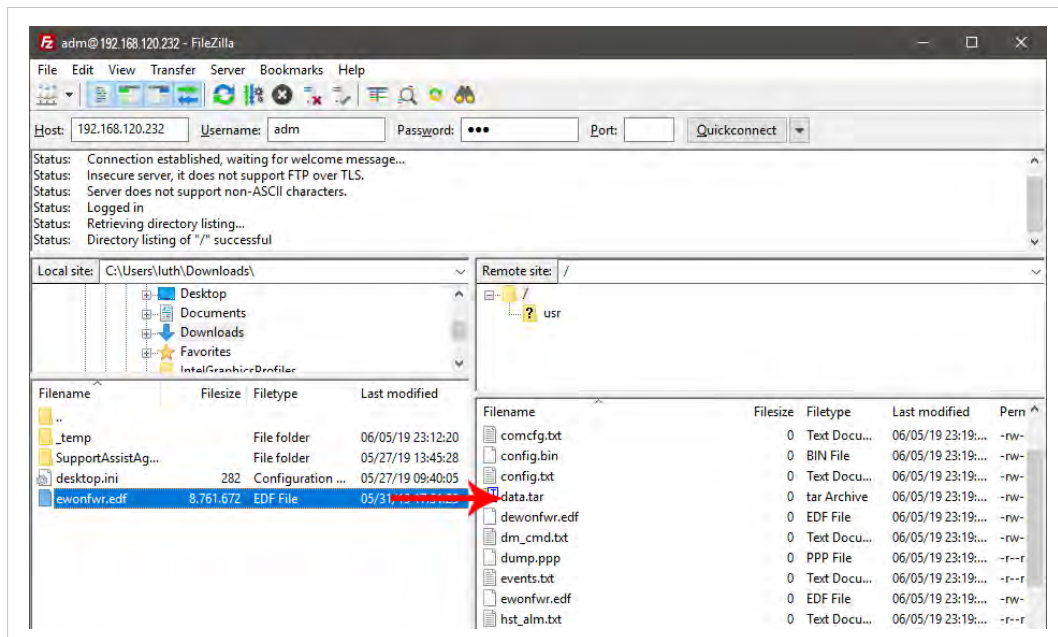 adm@192.168.120.232 - FileZilla
File Edit View Transfer Server Bookmarks Help
Host: 192.168.120.232 Username: adm Password: ●●● Port: Quickconnect
Status: Connection established, waiting for welcome message...
Status: Insecure server, it does not support FTP over TLS.
Status: Server does not support non-ASCII characters.
Status: Logged in
Status: Retrieving directory listing...
Status: Directory listing of "/" successful
Local site: C:\Users\luth\Downloads\
Desktop
Documents
Downloads
Favorites
IntelGraphicsProfiles
Filename Filesize Filetype Last modified
..
_temp File folder 06/05/19 23:12:20
SupportAssistAg... File folder 05/27/19 13:45:28
desktop.ini 282 Configuration ... 05/27/19 09:40:05
ewonfwr.edf 8.761.672 EDF File
Remote site: /
/
? usr
Filename Filesize Filetype Last modified Perm
comcfg.txt 0 Text Docu... 06/05/19 23:19:... -rw-
config.bin 0 BIN File 06/05/19 23:19:... -rw-
config.txt 0 Text Docu... 06/05/19 23:19:... -rw-
data.tar 0 tar Archive 06/05/19 23:19:... -rw-
dewonfwr.edf 0 EDF File 06/05/19 23:19:... -rw-
dm_cmd.txt 0 Text Docu... 06/05/19 23:19:... -rw-
dump.ppp 0 PPP File 06/05/19 23:19:... -r--r
events.txt 0 Text Docu... 06/05/19 23:19:... -r--r
ewonfwr.edf 0 EDF File 06/05/19 23:19:... -rw-
hst_alm.txt 0 Text Docu... 06/05/19 23:19:... -r--r